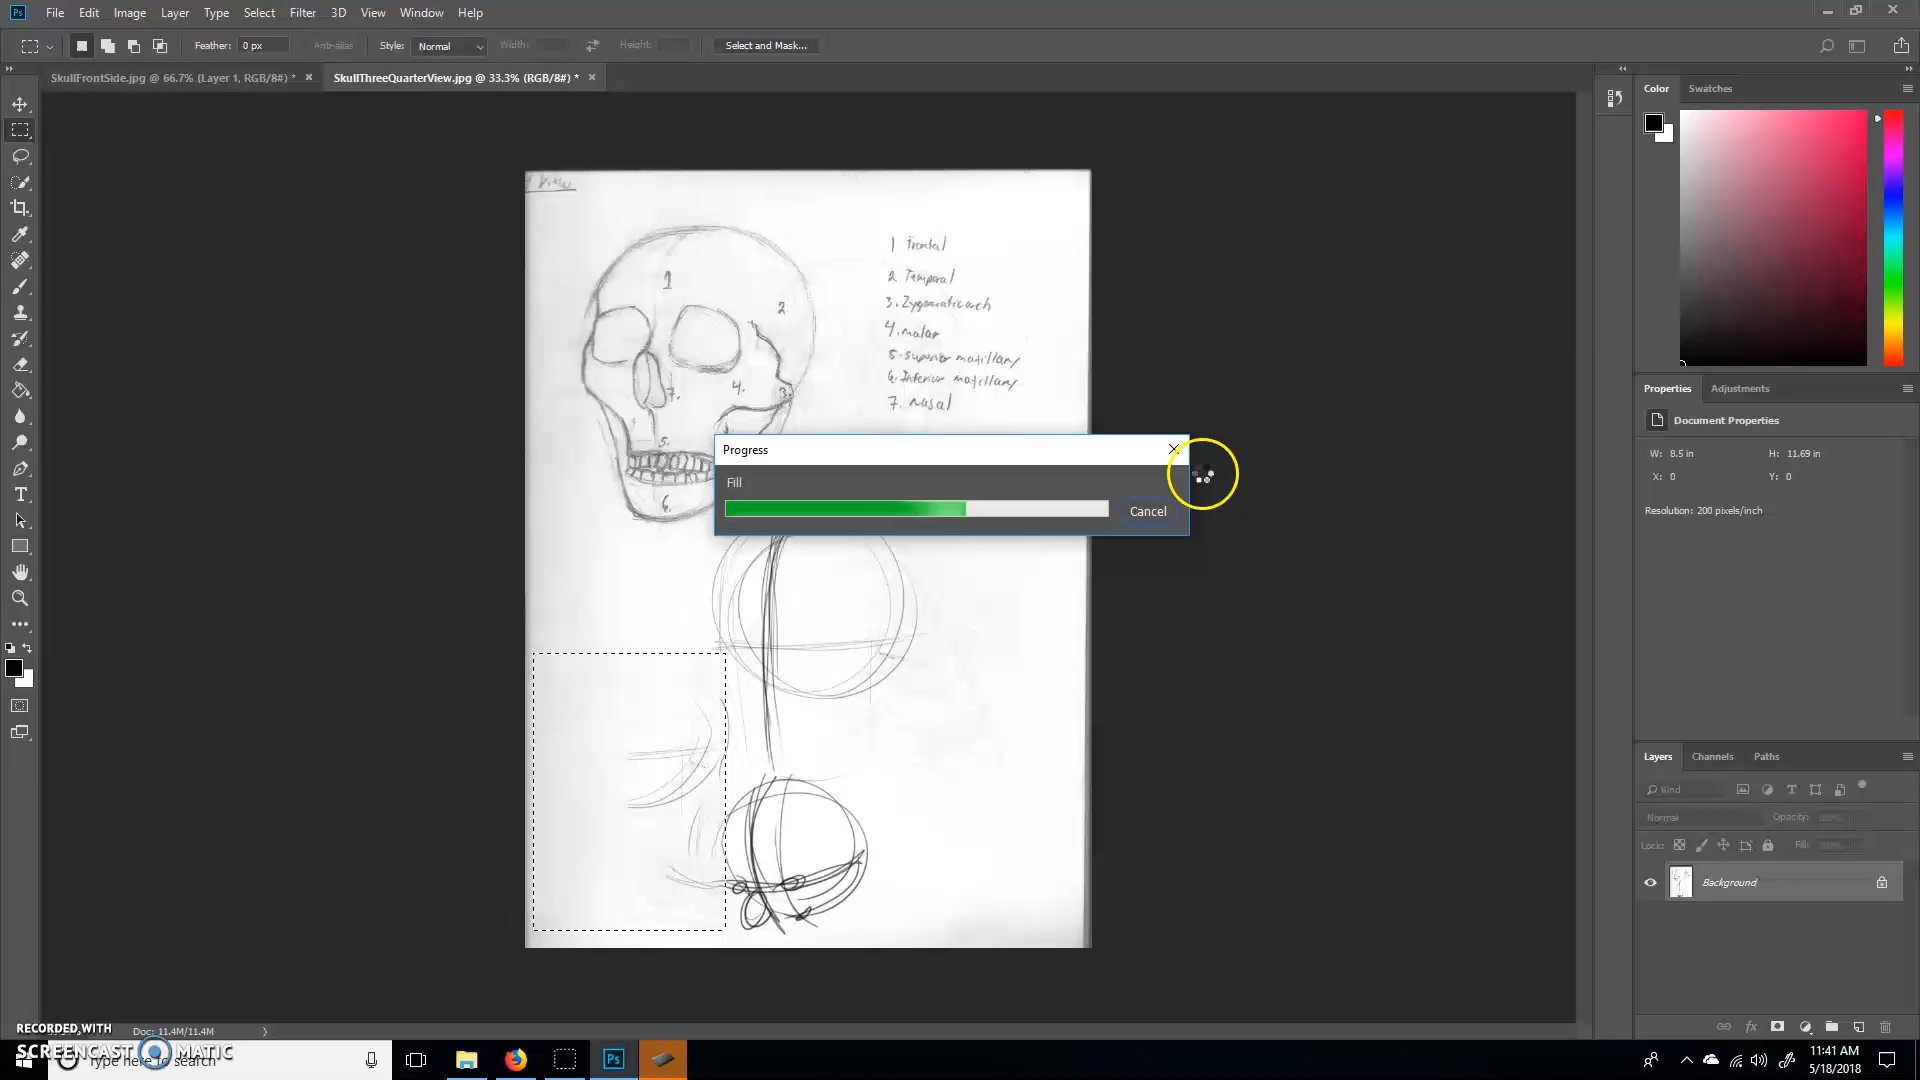 File Edit Image Layer Type Select Filter 3D View Window Help
Feather: 0 px Anti-alias Style: Normal Width: Height: Select and Mask...
SkullFrontSide.jpg @ 66.7% (Layer 1, RGB/8#) * SkullThreeQuarterView.jpg @ 33.3% (RGB/8#) *
Color Swatches
View
1 Frontal
2 Temporal
3. Zygomatic arch
4. malar
5. superior maxillary
6. Inferior maxillary
7. Nasal
1
2.
7.
4.
3.
5.
6.
Progress
Fill
Cancel
Properties Adjustments
Document Properties
W: 8.5 in H: 11.69 in
X: 0 Y: 0
Resolution: 200 pixels/inch
Layers Channels Paths
Kind
Normal Opacity: 100%
Lock: Fill:
Background
Doc: 11.4M/11.4M
RECORDED WITH
SCREENCAST MATIC
Type here to search
Ps
11:41 AM
5/18/2018